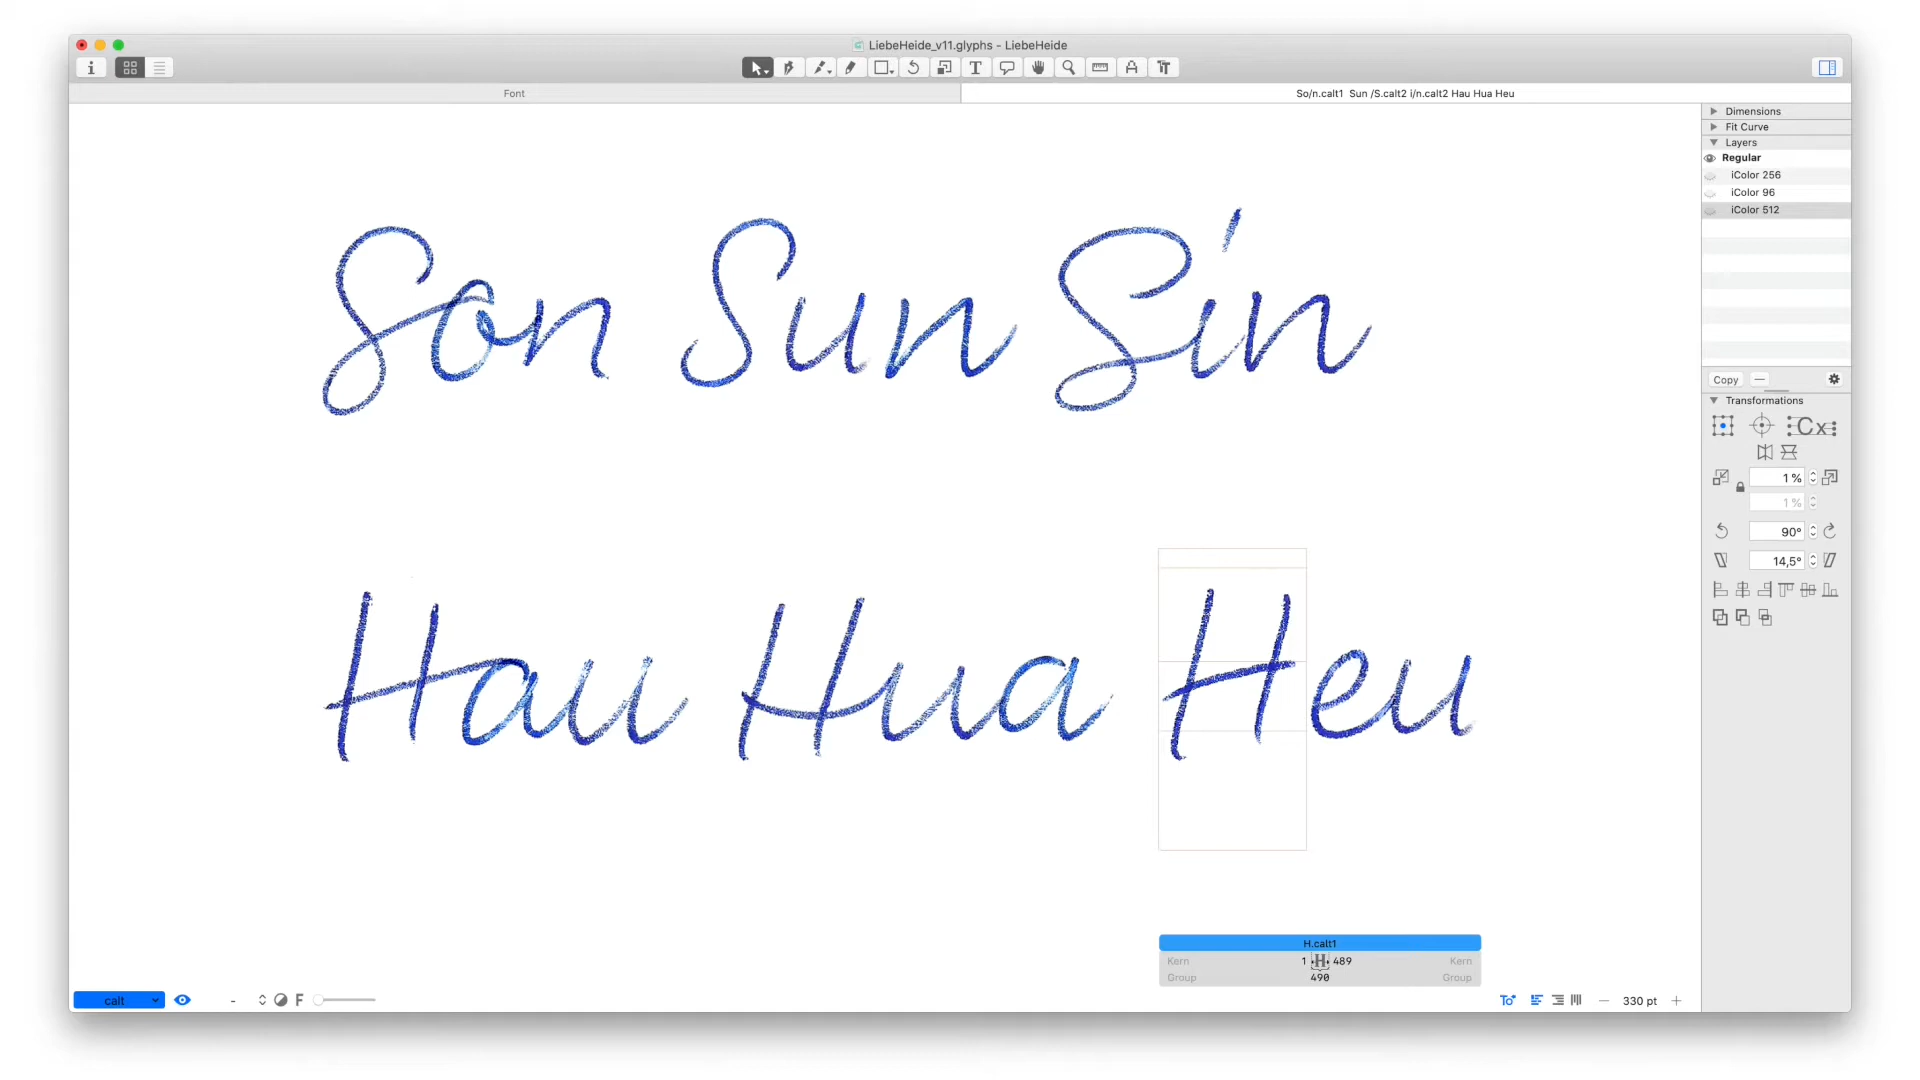 LiebeHeide_v11.glyphs - LiebeHeide
Font
So/n.calt1 Sun /S.calt2 i/n.calt2 Hau Hua Heu
Dimensions
Fit Curve
Layers
Regular
iColor 256
iColor 96
iColor 512
Copy
Transformations
1 %
1 %
90°
14,5°
Son Sun Sin
Hau Hua Heu
H.calt1
Kern 1 H 489 Kern
Group 490 Group
calt - F 330 pt